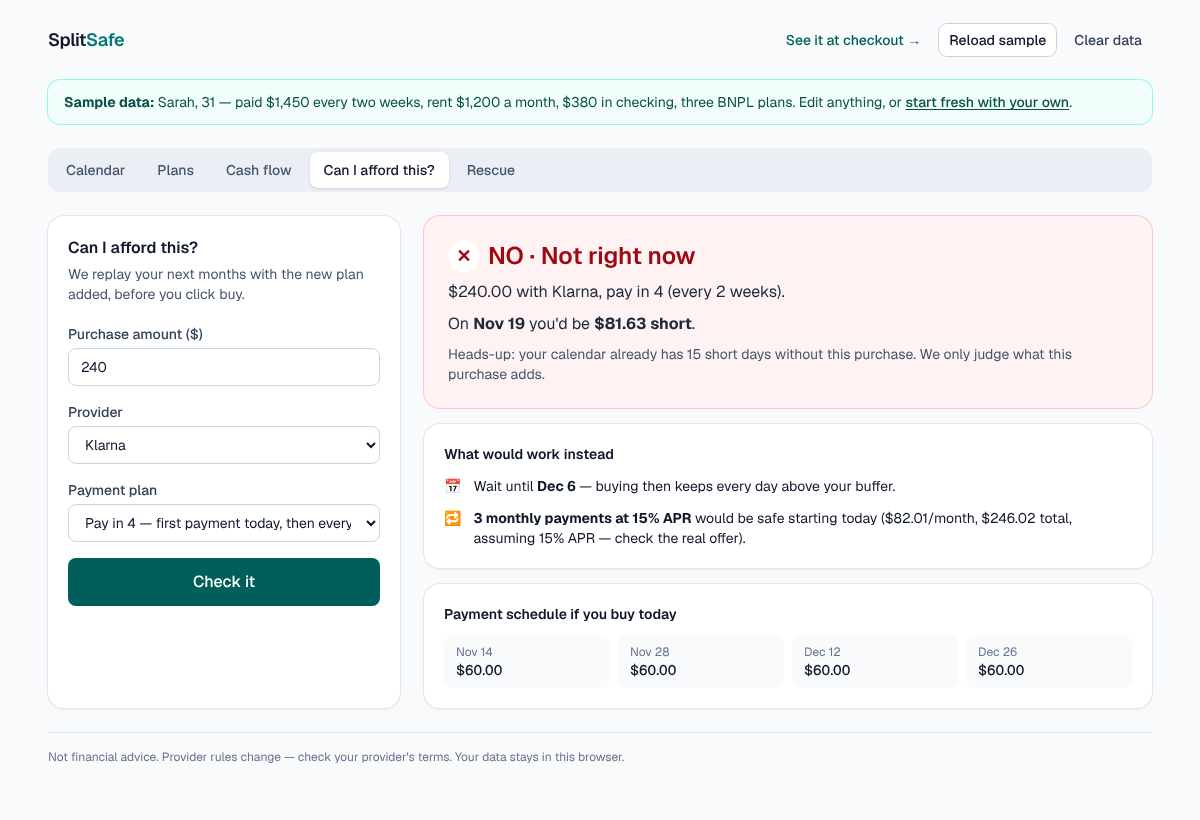 SplitSafe
See it at checkout →
Reload sample
Clear data
Sample data: Sarah, 31 — paid $1,450 every two weeks, rent $1,200 a month, $380 in checking, three BNPL plans. Edit anything, or start fresh with your own.
Calendar
Plans
Cash flow
Can I afford this?
Rescue
Can I afford this?
We replay your next months with the new plan
added, before you click buy.
Purchase amount ($)
240
Provider
Klarna
Payment plan
Pay in 4 — first payment today, then every
Check it
NO · Not right now
$240.00 with Klarna, pay in 4 (every 2 weeks).
On Nov 19 you'd be $81.63 short.
Heads-up: your calendar already has 15 short days without this purchase. We only judge what this
purchase adds.
What would work instead
Wait until Dec 6 — buying then keeps every day above your buffer.
3 monthly payments at 15% APR would be safe starting today ($82.01/month, $246.02 total,
assuming 15% APR — check the real offer).
Payment schedule if you buy today
Nov 14
$60.00
Nov 28
$60.00
Dec 12
$60.00
Dec 26
$60.00
Not financial advice. Provider rules change — check your provider's terms. Your data stays in this browser.